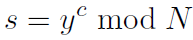 s = y^c mod N